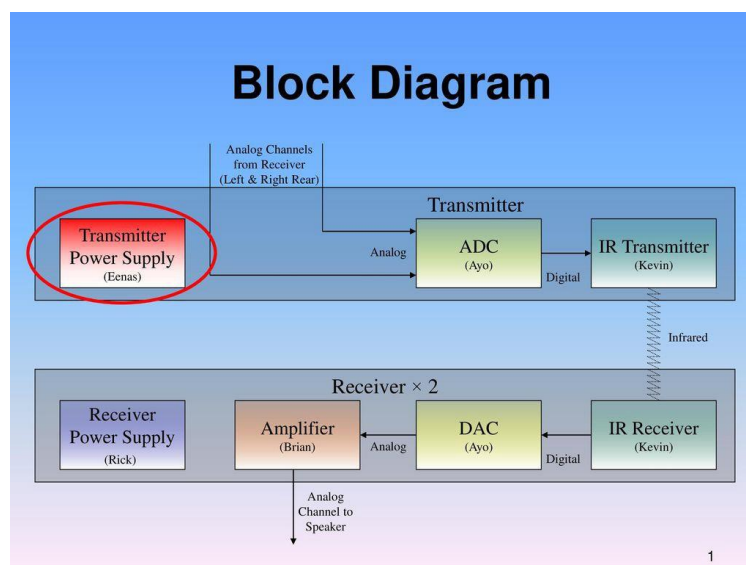 Block Diagram
Analog Channels
from Receiver
(Left & Right Rear)
Transmitter
Transmitter
Power Supply
(Eenas)
Analog
ADC
(Ayo)
Digital
IR Transmitter
(Kevin)
Infrared
Receiver × 2
Receiver
Power Supply
(Rick)
Amplifier
(Brian)
Analog
DAC
(Ayo)
Digital
IR Receiver
(Kevin)
Analog
Channel to
Speaker
1